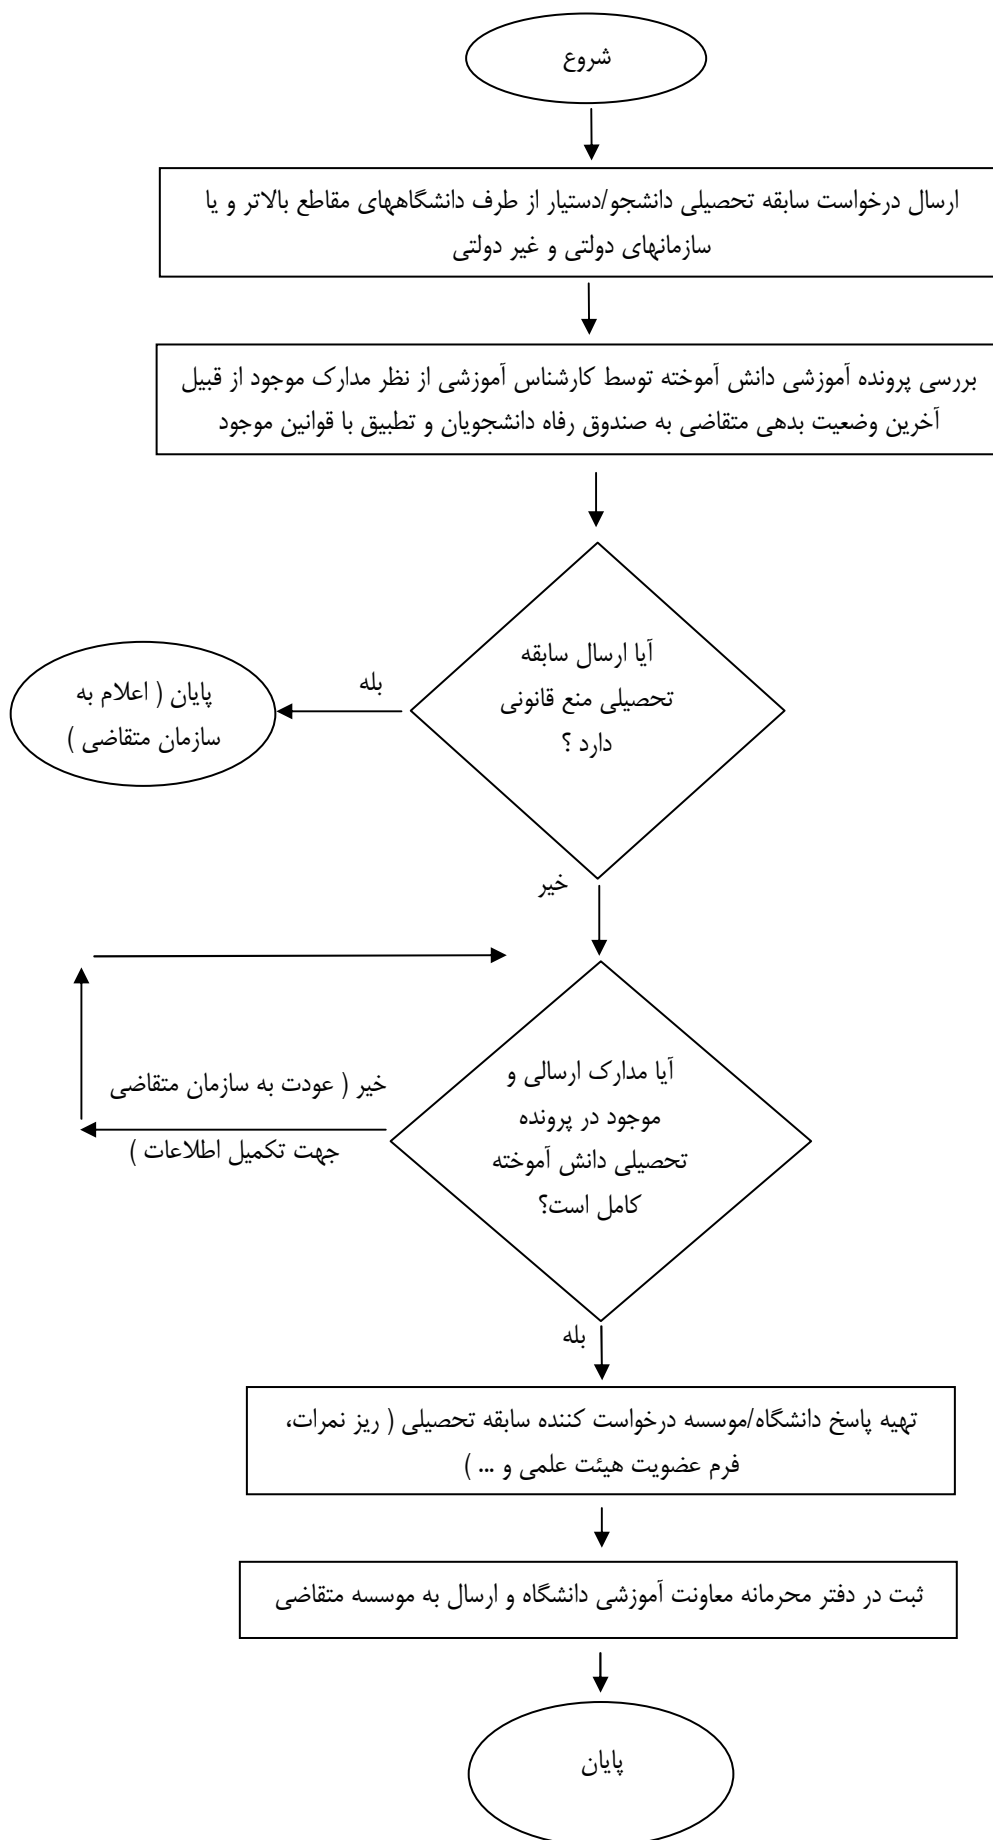 شروع
ارسال درخواست سابقه تحصیلی دانشجو/دستیار از طرف دانشگاههای مقاطع بالاتر و یا
سازمانهای دولتی و غیر دولتی
بررسی پرونده آموزشی دانش آموخته توسط کارشناس آموزشی از نظر مدارک موجود از قبیل
آخرین وضعیت بدهی متقاضی به صندوق رفاه دانشجویان و تطبیق با قوانین موجود
آیا ارسال سابقه
تحصیلی منع قانونی
دارد ؟
بله
پایان ( اعلام به
سازمان متقاضی )
خیر
آیا مدارک ارسالی و
موجود در پرونده
تحصیلی دانش آموخته
کامل است؟
خیر ( عودت به سازمان متقاضی
جهت تکمیل اطلاعات )
بله
تهیه پاسخ دانشگاه/موسسه درخواست کننده سابقه تحصیلی ( ریز نمرات،
فرم عضویت هیئت علمی و ... )
ثبت در دفتر محرمانه معاونت آموزشی دانشگاه و ارسال به موسسه متقاضی
پایان